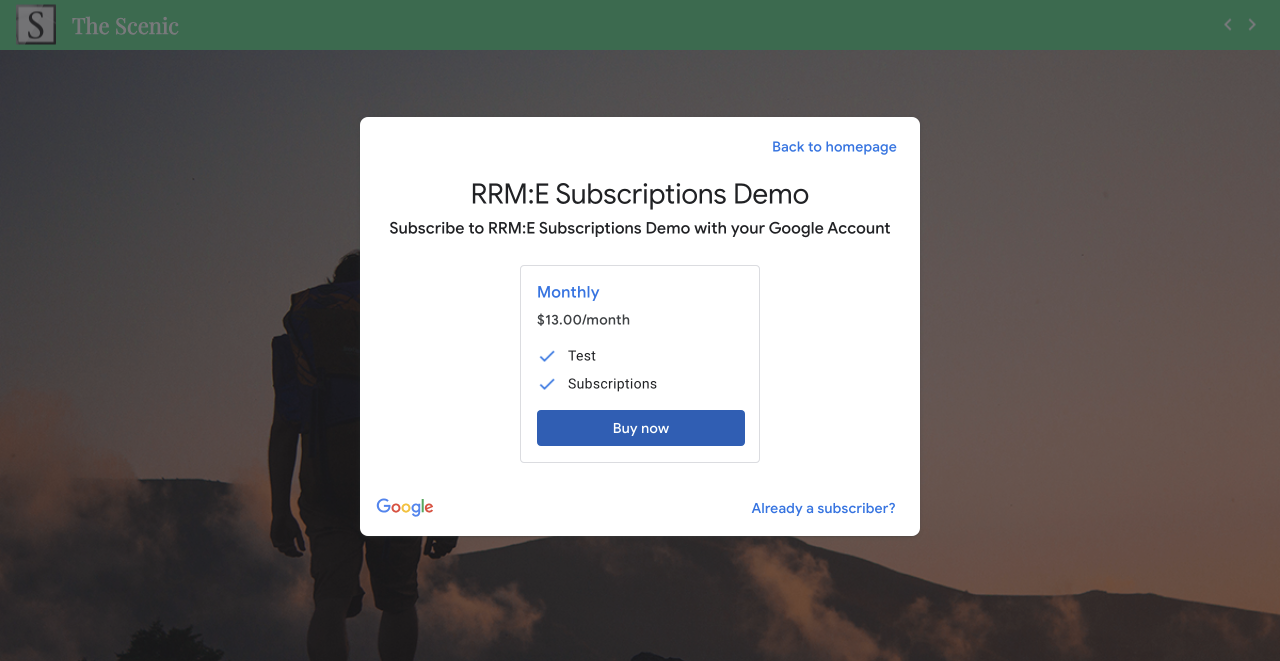 S The Scenic
Back to homepage
RRM:E Subscriptions Demo
Subscribe to RRM:E Subscriptions Demo with your Google Account
Monthly
$13.00/month
Test
Subscriptions
Buy now
Google
Already a subscriber?